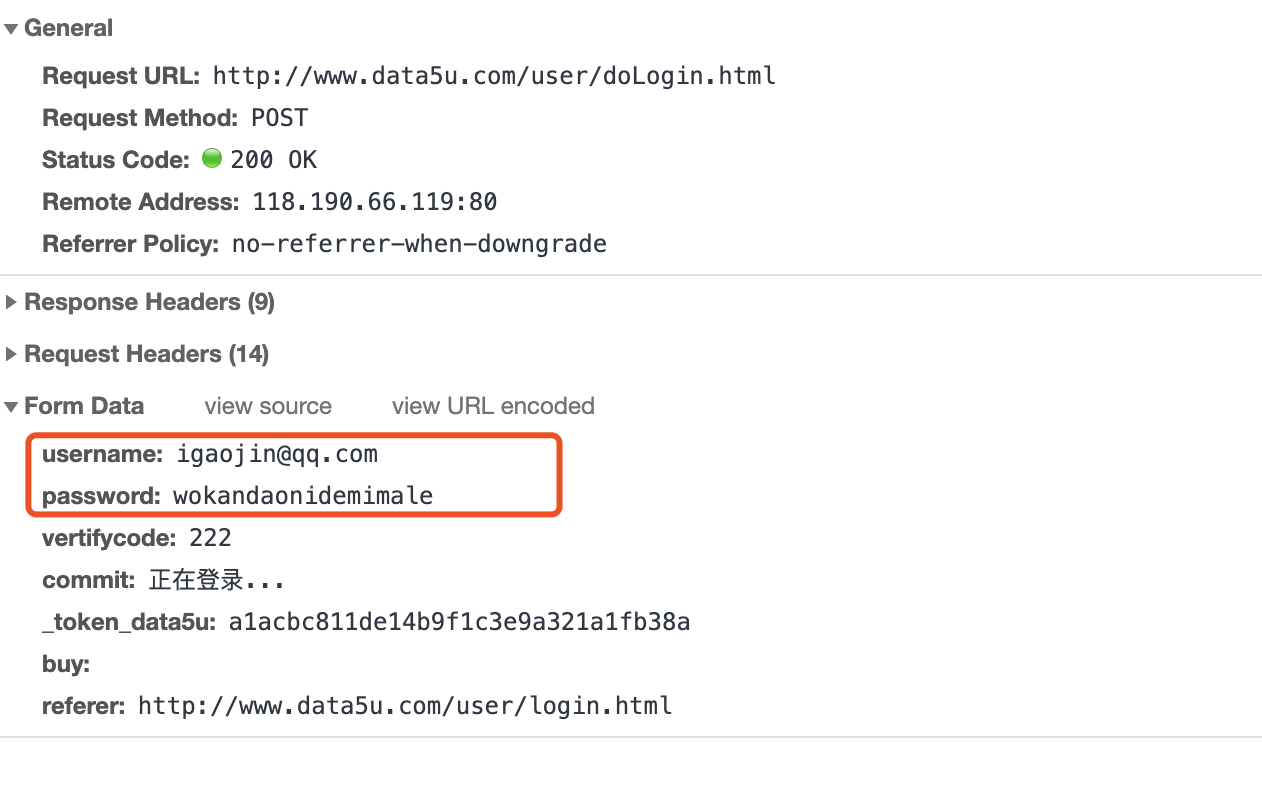 General
Request URL: http://www.data5u.com/user/doLogin.html
Request Method: POST
Status Code: 200 OK
Remote Address: 118.190.66.119:80
Referrer Policy: no-referrer-when-downgrade
Response Headers (9)
Request Headers (14)
Form Data view source view URL encoded
username: igaojin@qq.com
password: wokandaonidemimale
vertifycode: 222
commit: 正在登录...
_token_data5u: a1acbc811de14b9f1c3e9a321a1fb38a
buy:
referer: http://www.data5u.com/user/login.html